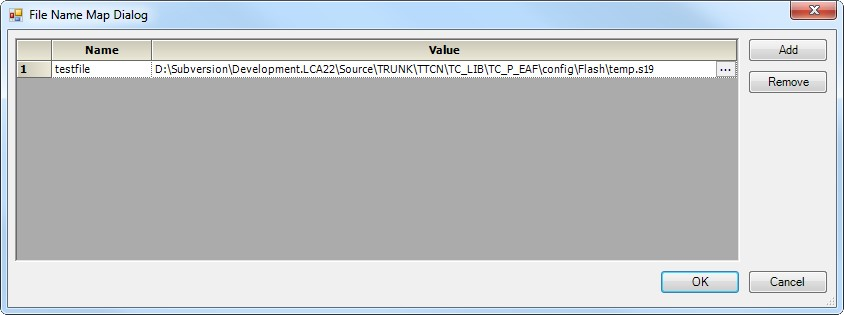 File Name Map Dialog
Name Value
1 testfile D:\Subversion\Development.LCA22\Source\TRUNK\TTCN\TC_LIB\TC_P_EAF\config\Flash\temp.s19 ...
Add
Remove
OK Cancel